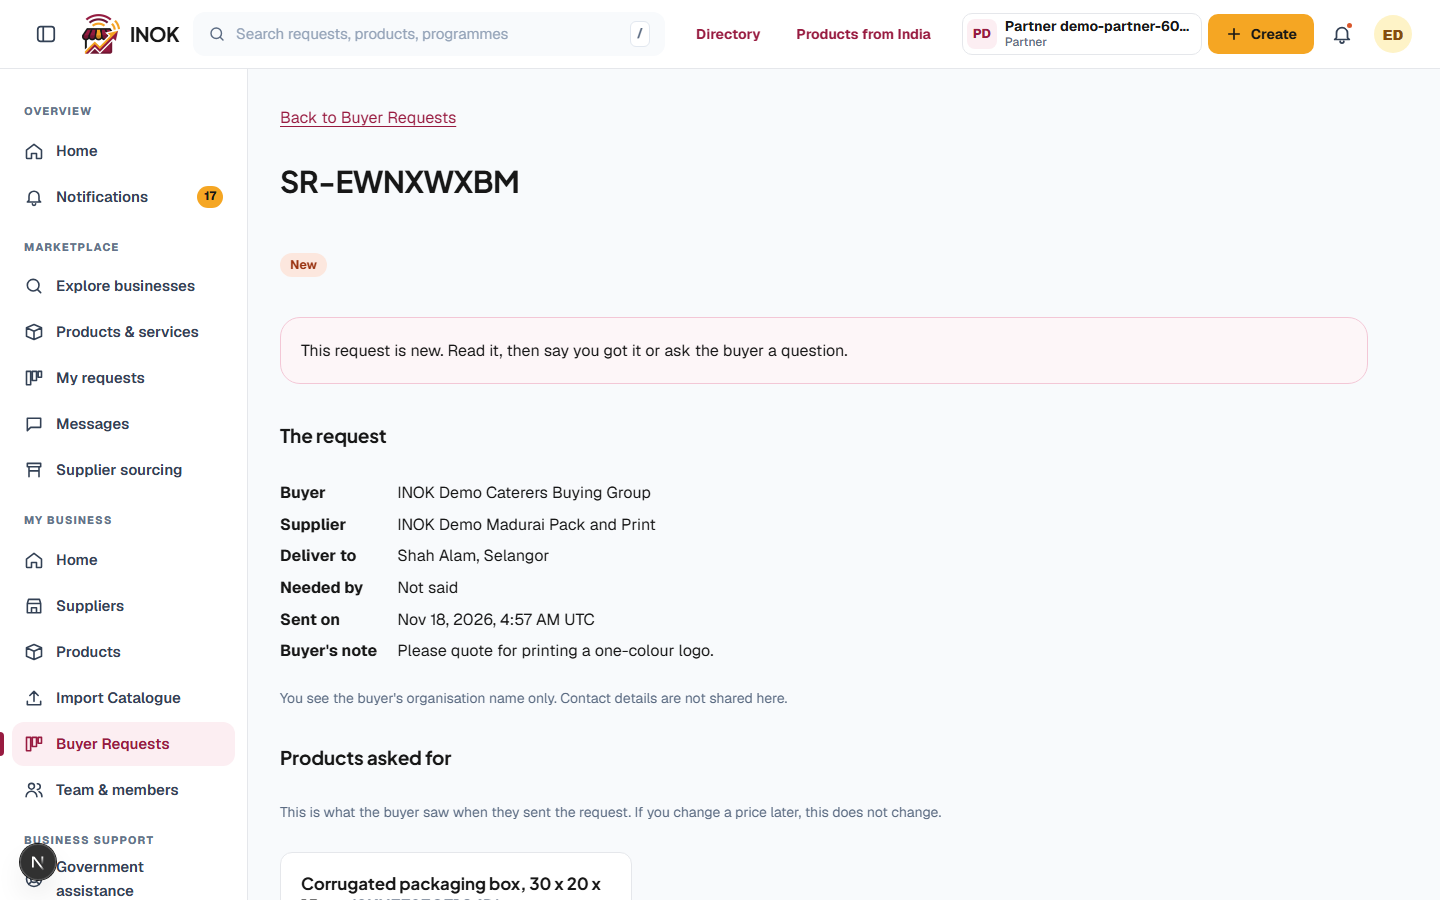 INOK
Search requests, products, programmes
/
Directory
Products from India
PD
Partner demo-partner-60...
Partner
+ Create
ED
OVERVIEW
Home
Notifications
17
MARKETPLACE
Explore businesses
Products & services
My requests
Messages
Supplier sourcing
MY BUSINESS
Home
Suppliers
Products
Import Catalogue
Buyer Requests
Team & members
BUSINESS SUPPORT
N
Government
assistance
Back to Buyer Requests
SR-EWNXWXBM
New
This request is new. Read it, then say you got it or ask the buyer a question.
The request
Buyer INOK Demo Caterers Buying Group
Supplier INOK Demo Madurai Pack and Print
Deliver to Shah Alam, Selangor
Needed by Not said
Sent on Nov 18, 2026, 4:57 AM UTC
Buyer's note Please quote for printing a one-colour logo.
You see the buyer's organisation name only. Contact details are not shared here.
Products asked for
This is what the buyer saw when they sent the request. If you change a price later, this does not change.
Corrugated packaging box, 30 x 20 x